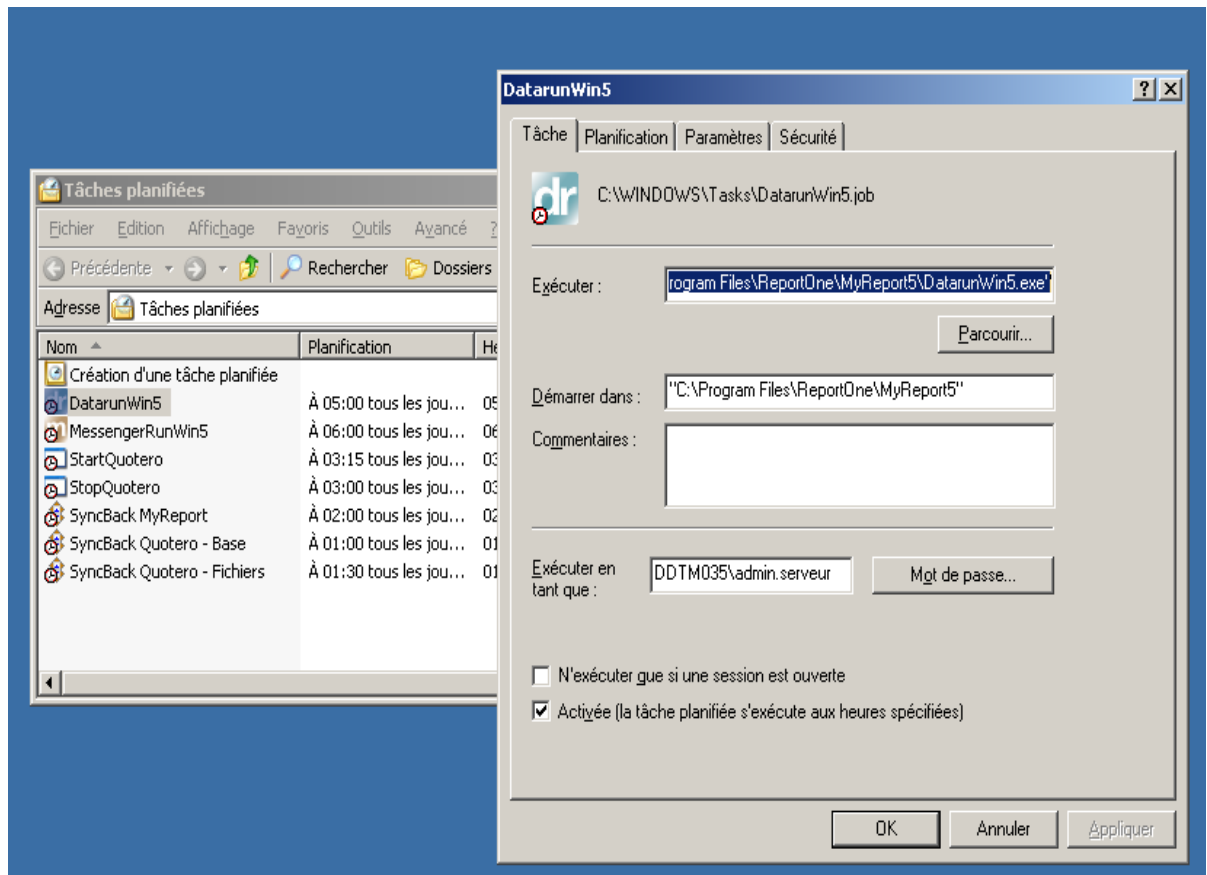 Tâches planifiées
Fichier Edition Affichage Favoris Outils Avancé ?
Précédente Rechercher Dossiers
Adresse Tâches planifiées
Nom Planification He
Création d'une tâche planifiée
DatarunWin5 À 05:00 tous les jou... 05
MessengerRunWin5 À 06:00 tous les jou... 06
StartQuotero À 03:15 tous les jou... 03
StopQuotero À 03:00 tous les jou... 03
SyncBack MyReport À 02:00 tous les jou... 02
SyncBack Quotero - Base À 01:00 tous les jou... 01
SyncBack Quotero - Fichiers À 01:30 tous les jou... 01
DatarunWin5
Tâche Planification Paramètres Sécurité
dr C:\WINDOWS\Tasks\DatarunWin5.job
Exécuter : rogram Files\ReportOne\MyReport5\DatarunWin5.exe"
Parcourir...
Démarrer dans : "C:\Program Files\ReportOne\MyReport5"
Commentaires :
Exécuter en
tant que : DDTM035\admin.serveur Mot de passe...
N'exécuter que si une session est ouverte
Activée (la tâche planifiée s'exécute aux heures spécifiées)
OK Annuler Appliquer